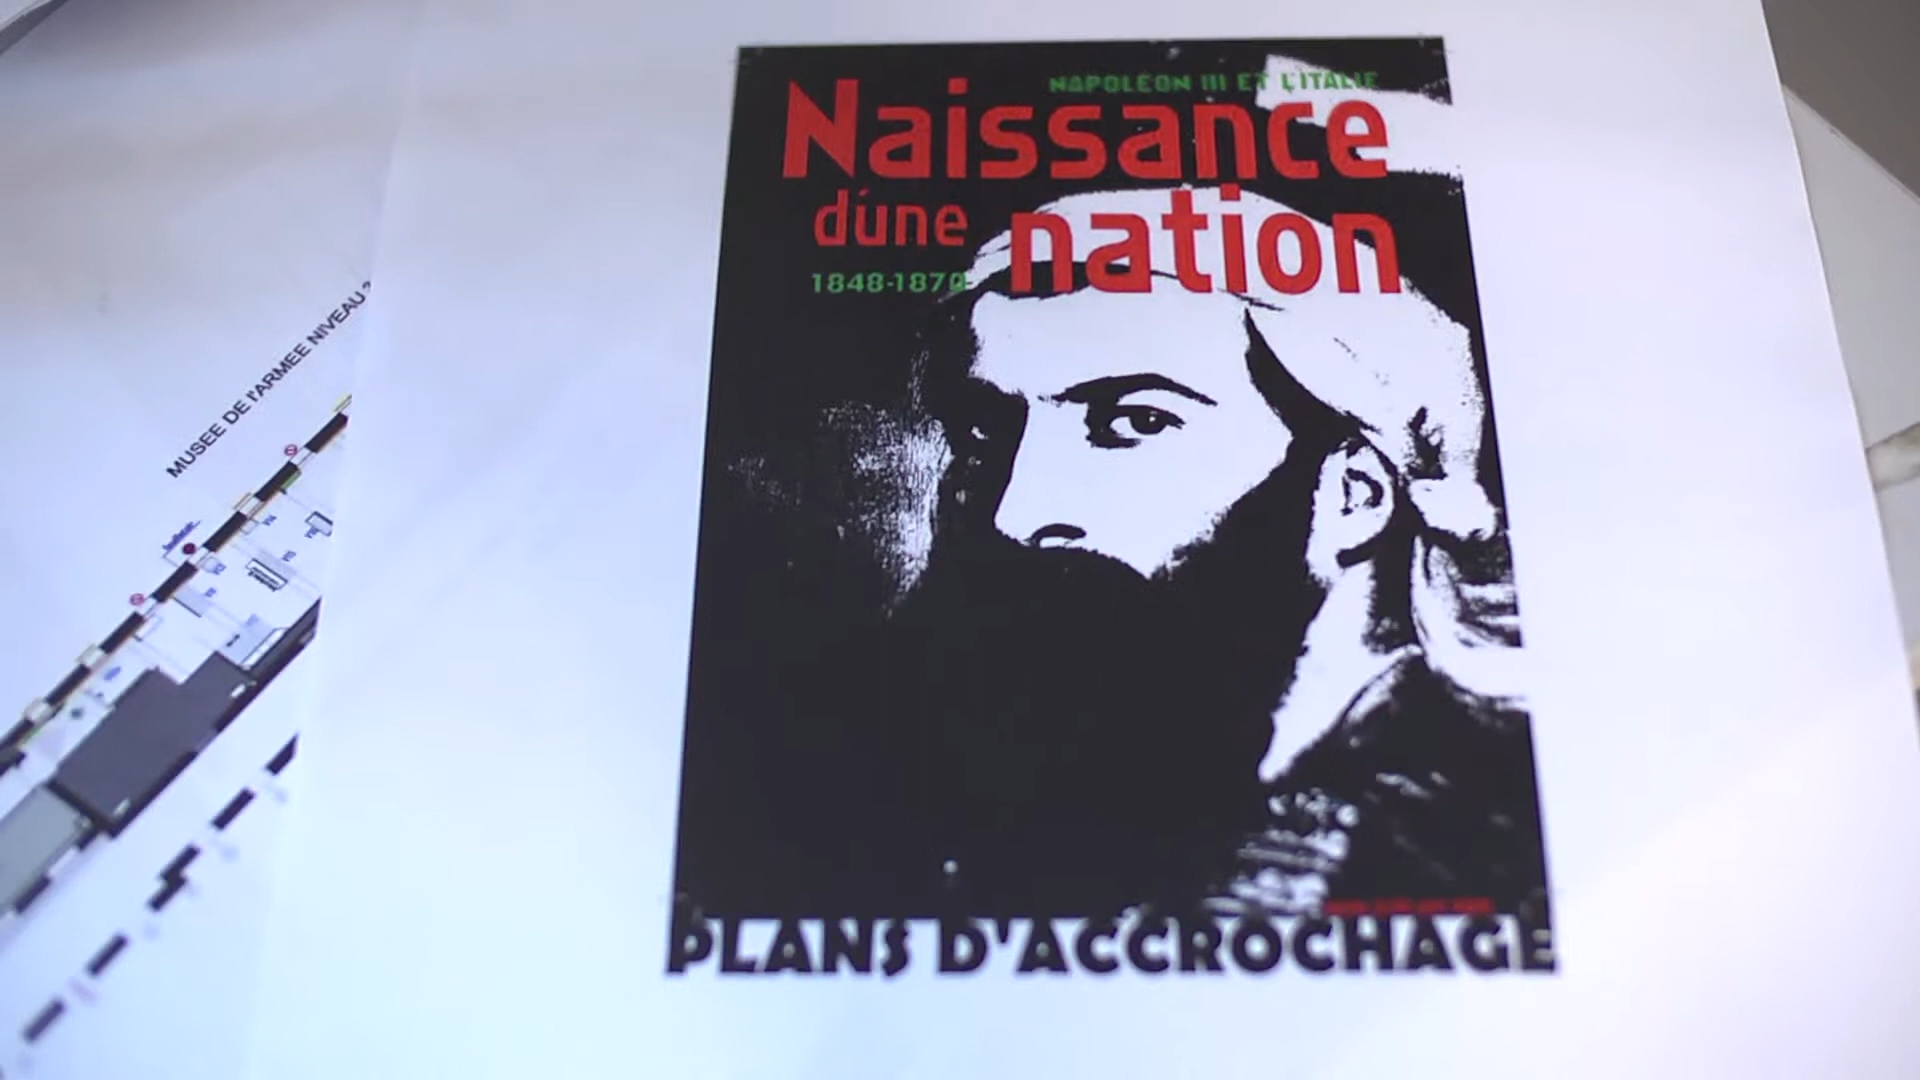 NAPOLEON III ET L'ITALIE
Naissance
d'une nation
1848-1870
PLANS D'ACCROCHAGE
MUSEE DE l'ARMEE NIVEAU